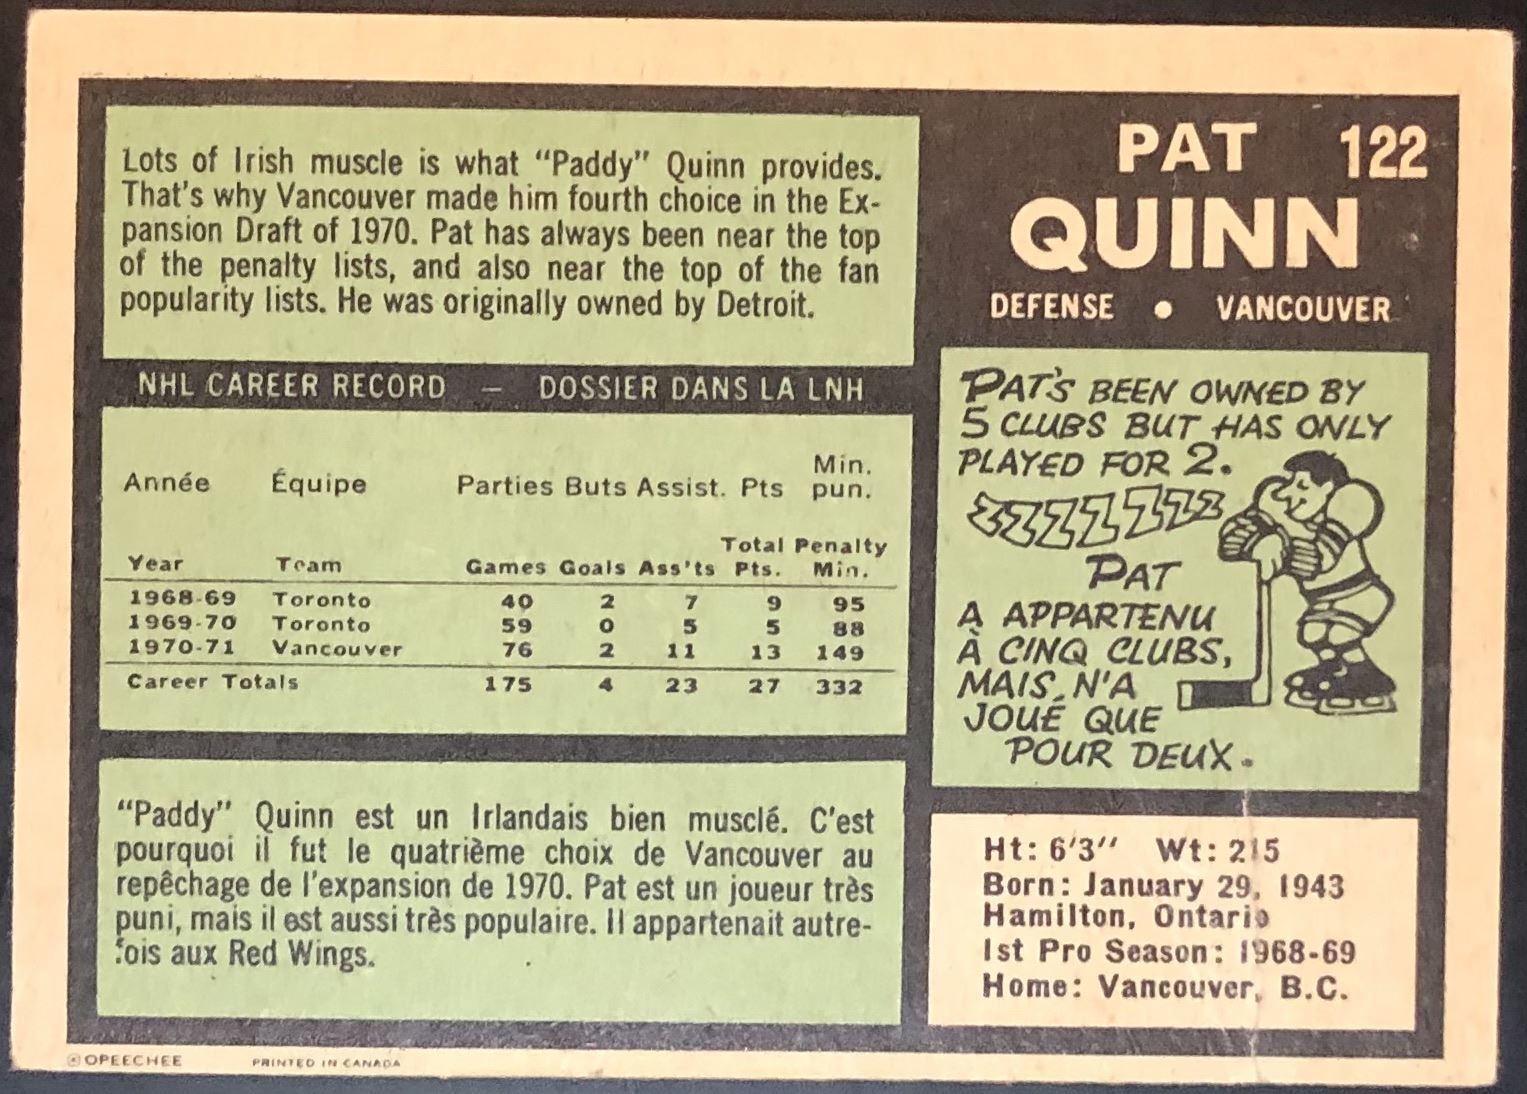 Lots of Irish muscle is what “Paddy” Quinn provides.
That's why Vancouver made him fourth choice in the Ex-
pansion Draft of 1970. Pat has always been near the top
of the penalty lists, and also near the top of the fan
popularity lists. He was originally owned by Detroit.
NHL CAREER RECORD — DOSSIER DANS LA LNH
Min.
Année Équipe Parties Buts Assist. Pts pun.
Total Penalty
Year Team Games Goals Ass'ts Pts. Min.
1968-69 Toronto 40 2 7 9 95
1969-70 Toronto 59 0 5 5 88
1970-71 Vancouver 76 2 11 13 149
Career Totals 175 4 23 27 332
“Paddy” Quinn est un Irlandais bien musclé. C'est
pourquoi il fut le quatrième choix de Vancouver au
repêchage de l'expansion de 1970. Pat est un joueur très
puni, mais il est aussi très populaire. Il appartenait autre-
fois aux Red Wings.
© OPEECHEE PRINTED IN CANADA
PAT 122
QUINN
DEFENSE • VANCOUVER
PAT'S BEEN OWNED BY
5 CLUBS BUT HAS ONLY
PLAYED FOR 2.
ZZZZZZZZ
PAT
A APPARTENU
À CINQ CLUBS,
MAIS N'A
JOUÉ QUE
POUR DEUX.
Ht: 6'3″ Wt: 215
Born: January 29, 1943
Hamilton, Ontario
1st Pro Season: 1968-69
Home: Vancouver, B.C.